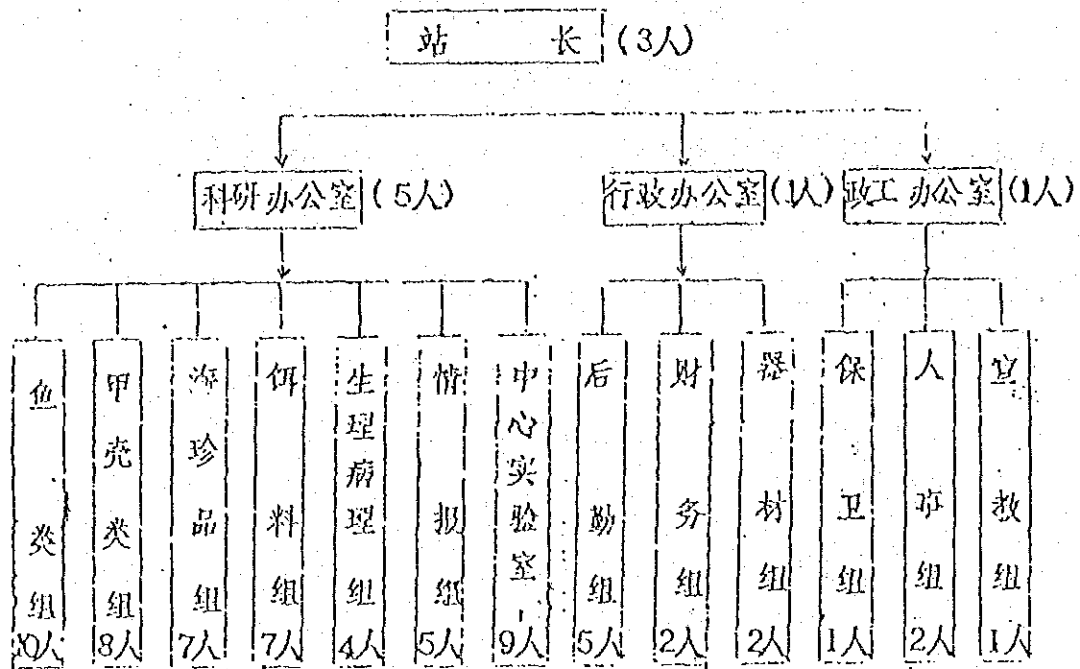 站 长 (3人)
科研办公室 (5人)
行政办公室 (1人)
政工办公室 (1人)
鱼类组
甲壳类组 8人
海珍品组 7人
饵料组 7人
生理病理组 4人
情报组 5人
中心实验室 9人
后勤组 5人
财务组 2人
器材组 2人
保卫组 1人
人事组 2人
宣教组 1人